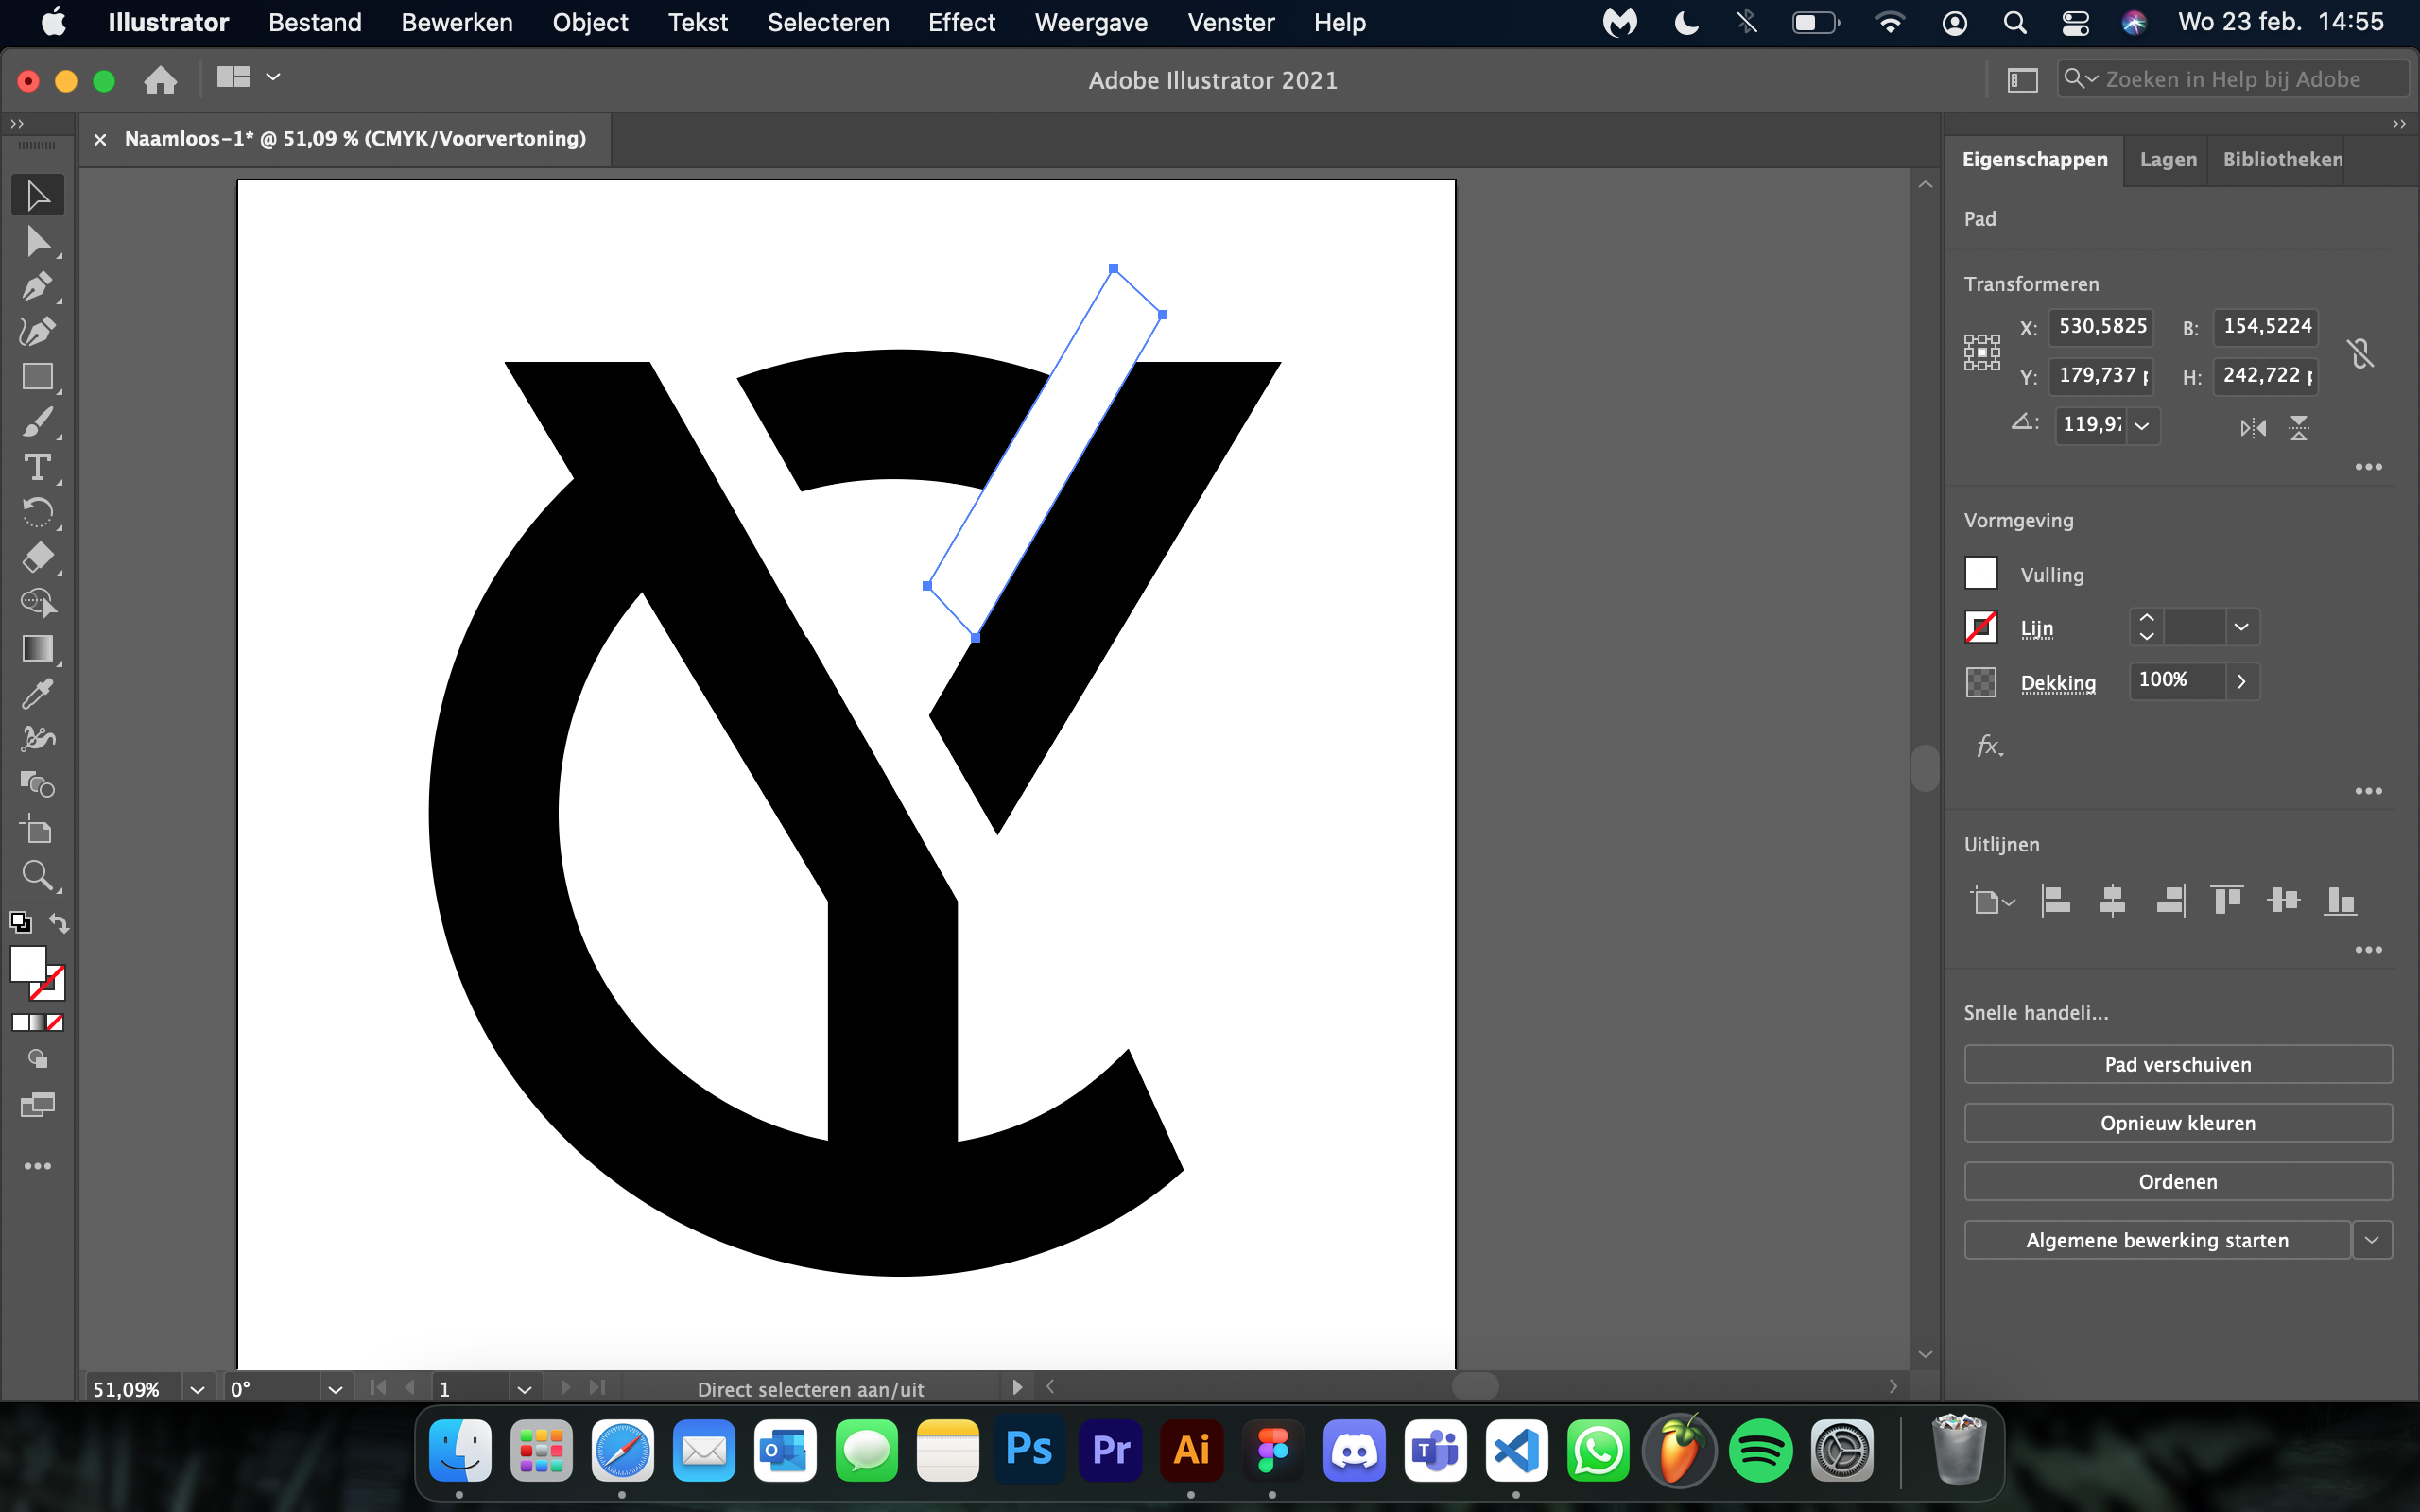 Illustrator Bestand Bewerken Object Tekst Selecteren Effect Weergave Venster Help Wo 23 feb. 14:55
Adobe Illustrator 2021 Zoeken in Help bij Adobe
Naamloos-1* @ 51,09 % (CMYK/Voorvertoning)
Eigenschappen Lagen Bibliotheken
Pad
Transformeren
X: 530,5825 B: 154,5224
Y: 179,737 H: 242,722
119,97
Vormgeving
Vulling
Lijn
Dekking 100%
fx
Uitlijnen
Snelle handeli...
Pad verschuiven
Opnieuw kleuren
Ordenen
Algemene bewerking starten
51,09% 0° 1 Direct selecteren aan/uit
Ps Pr Ai